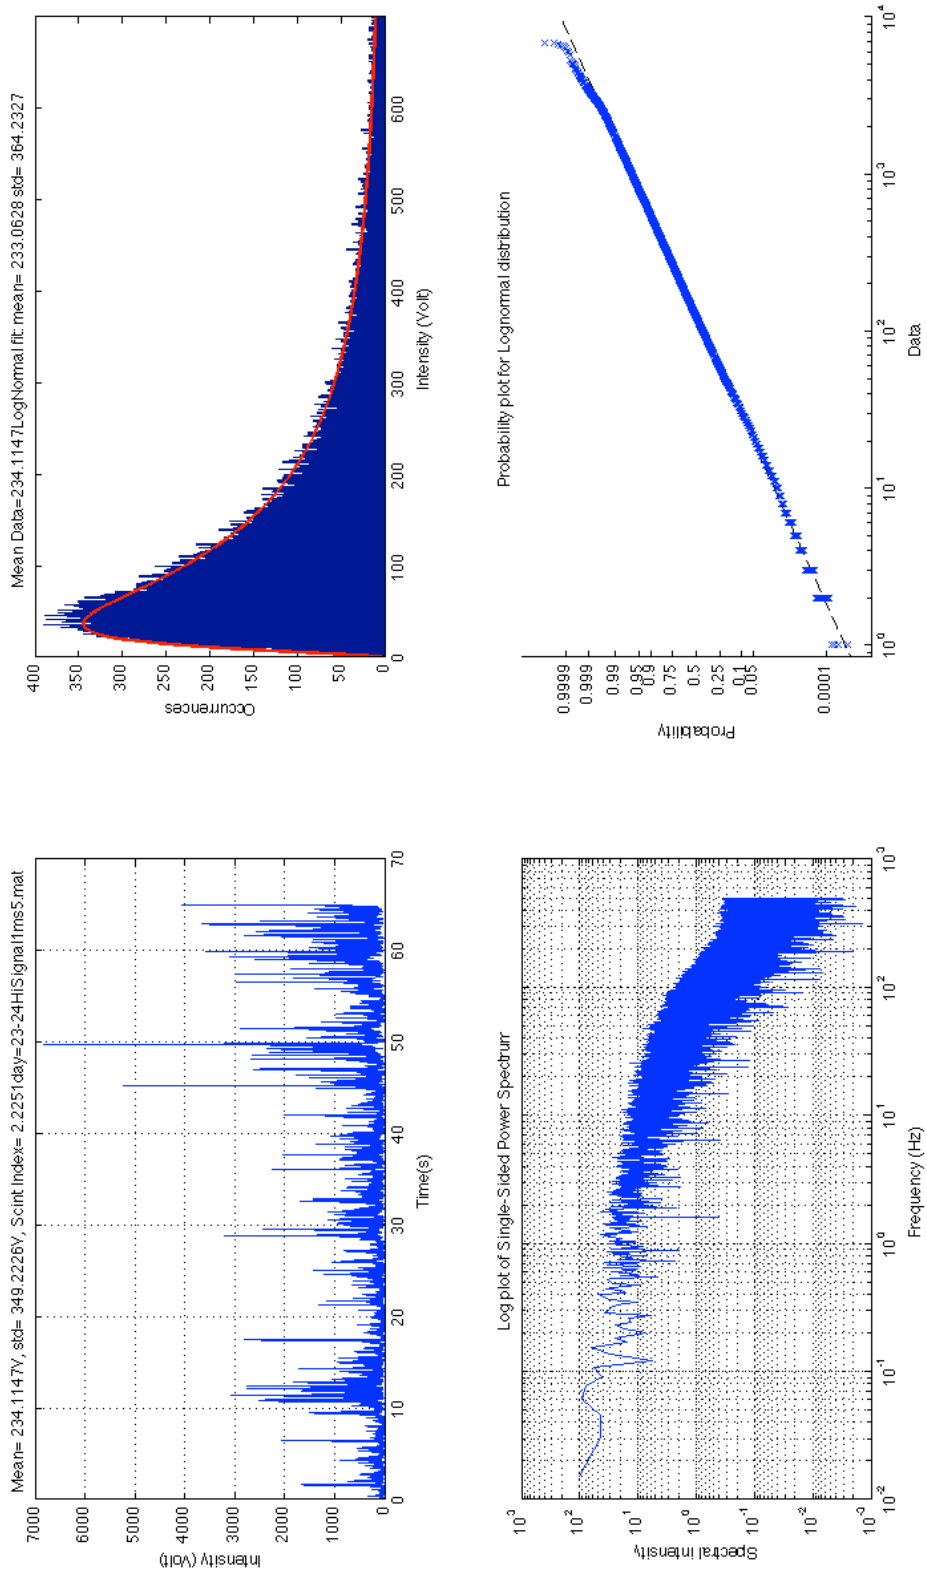 Mean= 234.1147V, std= 349.2226V, Scint Index= 2.2251day=23-24HiSignal1ms5.mat
7000
6000
5000
4000
3000
2000
1000
0
Intensity (Volt)
0 10 20 30 40 50 60 70
Time(s)
Mean Data=234.1147LogNormal fit: mean= 233.0628 std= 364.2327
400
350
300
250
200
150
100
50
0
Occurrences
0 100 200 300 400 500 600
Intensity (Volt)
Log plot of Single-Sided Power Spectrum
10^3
10^2
10^1
10^0
10^-1
10^-2
10^-3
Spectral intensity
10^-2 10^-1 10^0 10^1 10^2 10^3
Frequency (Hz)
Probability plot for Lognormal distribution
0.9999
0.999
0.99
0.95
0.9
0.75
0.5
0.25
0.1
0.05
0.0001
Probability
10^0 10^1 10^2 10^3 10^4
Data